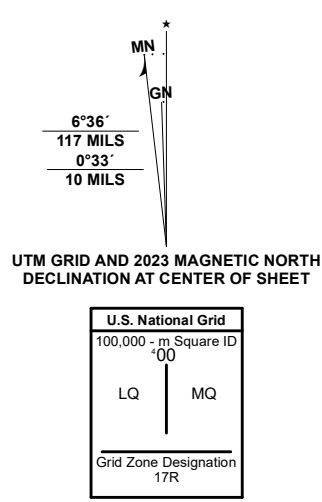 ★
MN
GN
6°36´
117 MILS
0°33´
10 MILS
UTM GRID AND 2023 MAGNETIC NORTH
DECLINATION AT CENTER OF SHEET
U.S. National Grid
100,000 - m Square ID
⁴00
LQ MQ
Grid Zone Designation
17R